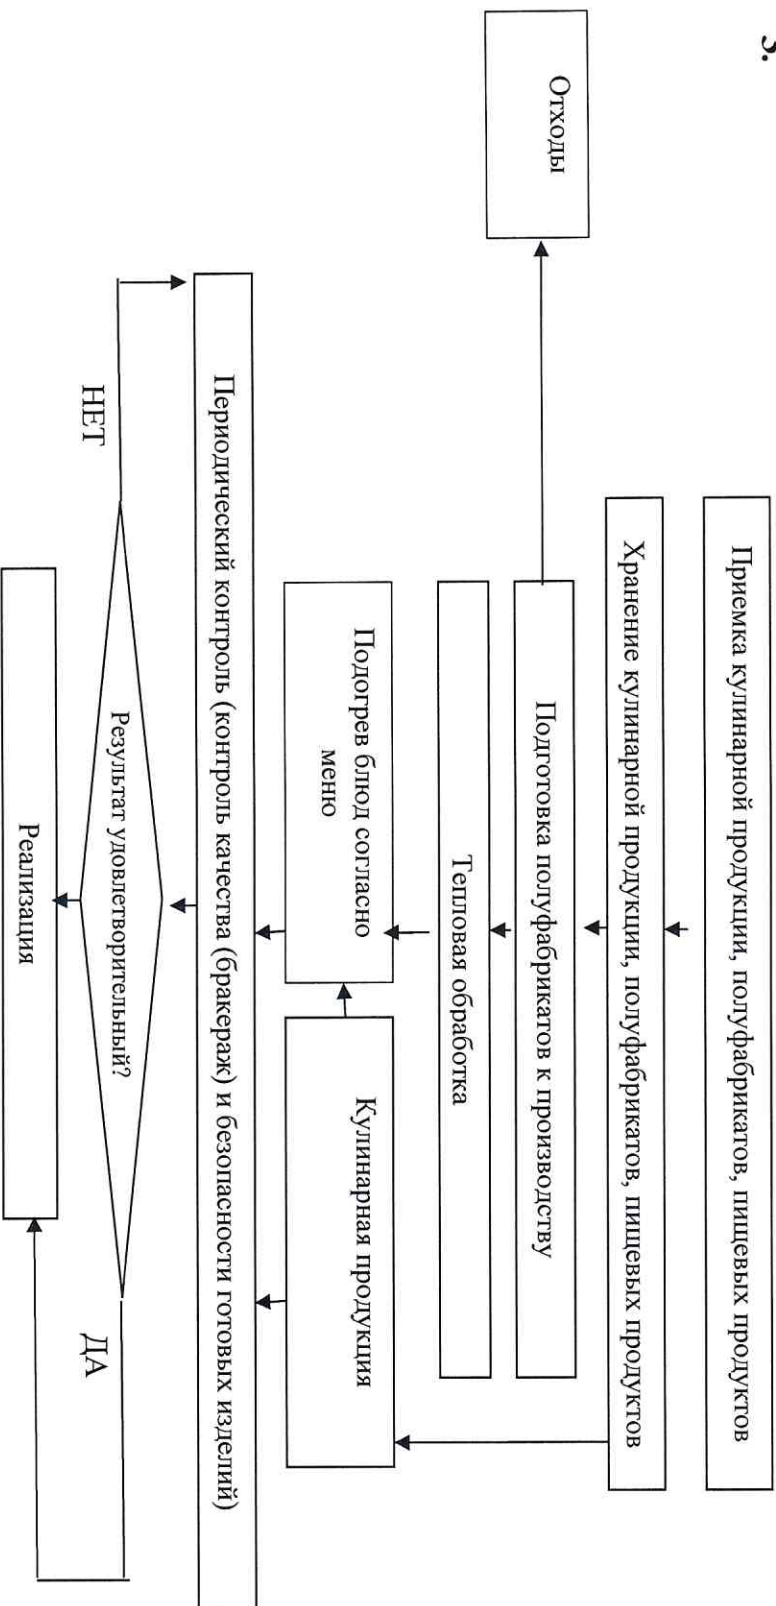 Приемка кулинарной продукции, полуфабрикатов, пищевых продуктов
Хранение кулинарной продукции, полуфабрикатов, пищевых продуктов
Отходы
Подготовка полуфабрикатов к производству
Тепловая обработка
Подогрев блюд согласно
меню
Кулинарная продукция
Периодический контроль (контроль качества (бракераж) и безопасности готовых изделий)
НЕТ
Результат удовлетворительный?
ДА
Реализация